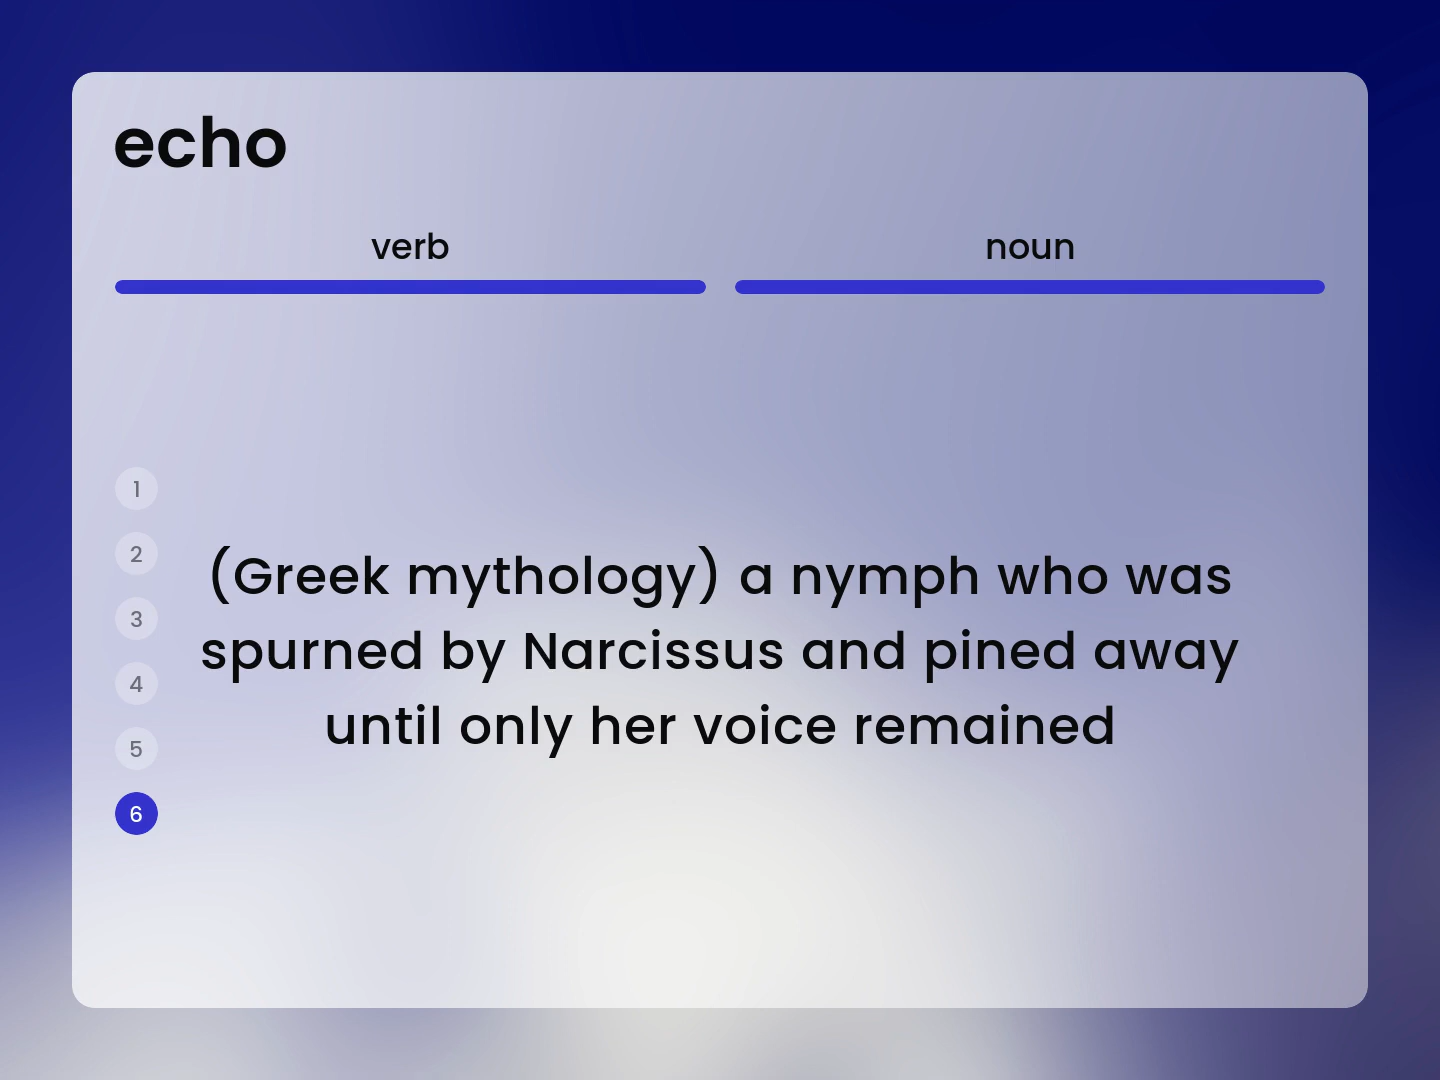 echo
verb
noun
1
2
3
4
5
6
(Greek mythology) a nymph who was
spurned by Narcissus and pined away
until only her voice remained